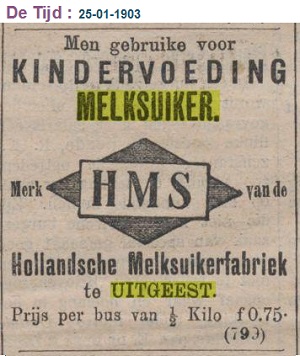 De Tijd : 25-01-1903
Men gebruike voor
KINDERVOEDING
MELKSUIKER.
Merk HMS van de
Hollandsche Melksuikerfabriek
te UITGEEST.
Prijs per bus van ½ Kilo f 0.75-
(799)